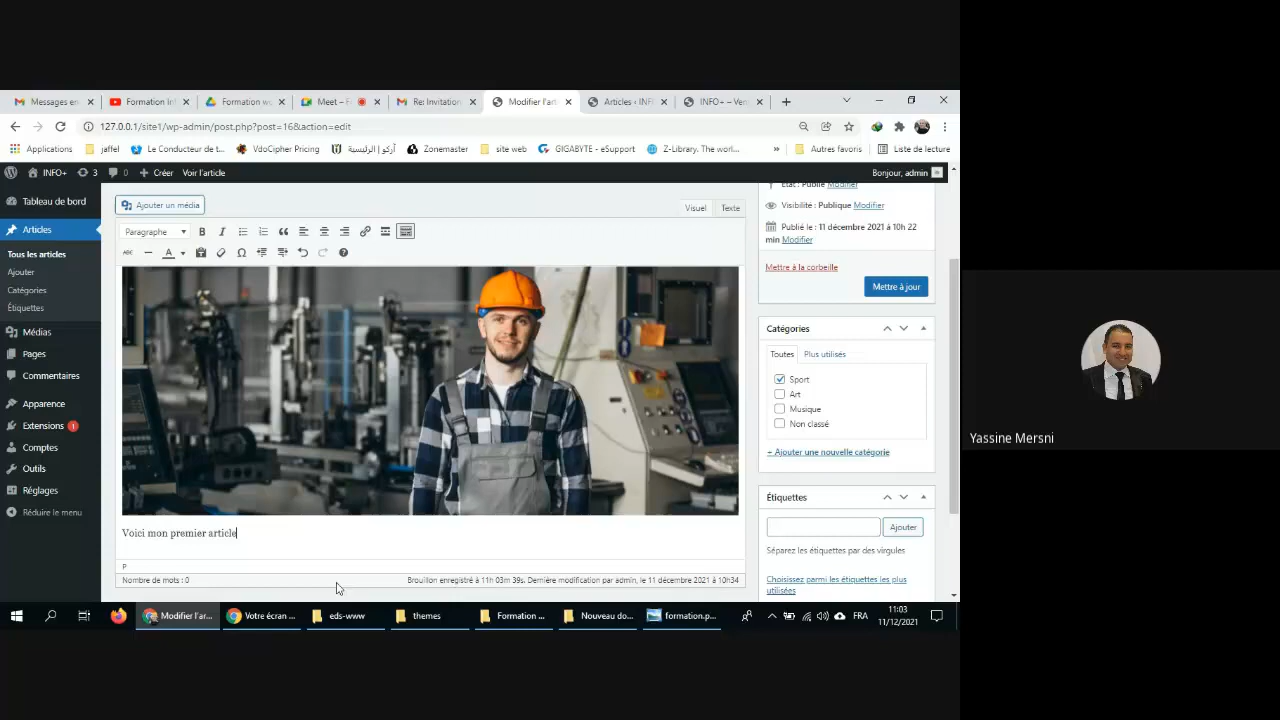 Messages en
Formation Inf
Formation wo
Meet – F
Re: Invitation
Modifier l'art
Articles ‹ INFO
INFO+ – Ven
127.0.0.1/site1/wp-admin/post.php?post=16&action=edit
Applications
jaffel
Le Conducteur de t...
VdoCipher Pricing
أركو | الرئيسية
Zonemaster
site web
GIGABYTE - eSupport
Z-Library. The worl...
»
Autres favoris
Liste de lecture
INFO+
3
0
Créer
Voir l'article
Bonjour, admin
Tableau de bord
Articles
Tous les articles
Ajouter
Catégories
Étiquettes
Médias
Pages
Commentaires
Apparence
Extensions 1
Comptes
Outils
Réglages
Réduire le menu
Ajouter un média
Visuel
Texte
Paragraphe
B I
ABC
A
Ω
Voici mon premier article
P
Nombre de mots : 0
Brouillon enregistré à 11h 03m 39s. Dernière modification par admin, le 11 décembre 2021 à 10h34
État : Publié Modifier
Visibilité : Publique Modifier
Publié le : 11 décembre 2021 à 10h 22
min Modifier
Mettre à la corbeille
Mettre à jour
Catégories
Toutes
Plus utilisés
Sport
Art
Musique
Non classé
+ Ajouter une nouvelle catégorie
Étiquettes
Ajouter
Séparez les étiquettes par des virgules
Choisissez parmi les étiquettes les plus
utilisées
Modifier l'ar...
Votre écran ...
eds-www
themes
Formation ...
Nouveau do...
formation.p...
FRA
11:03
11/12/2021
Yassine Mersni